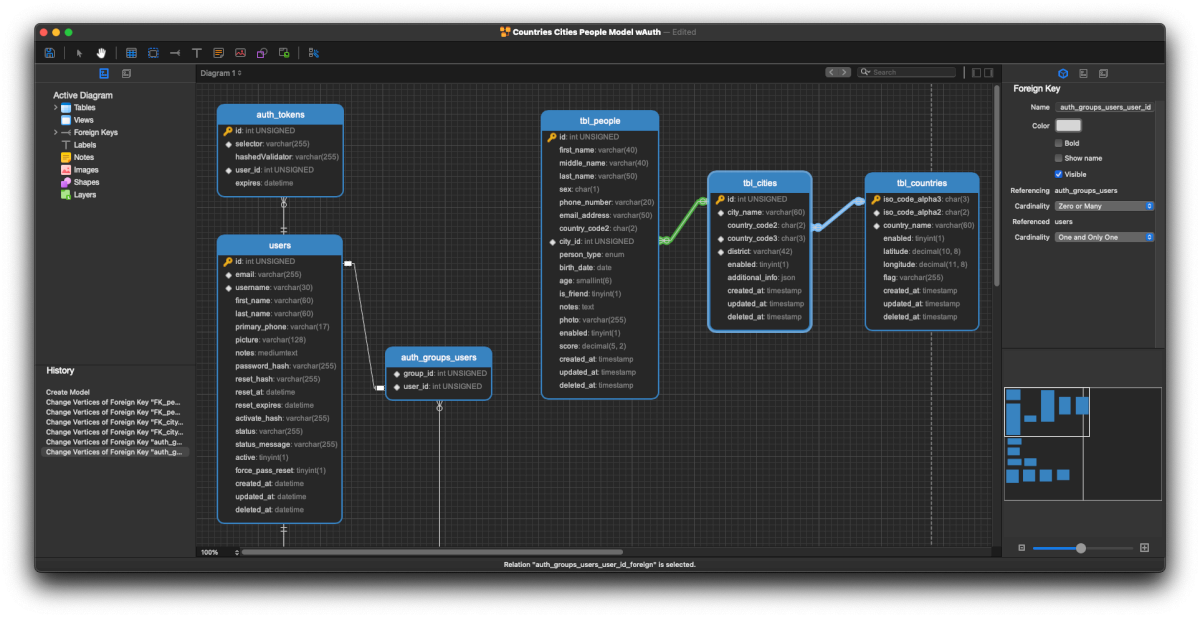 Countries Cities People Model wAuth — Edited
Diagram 1
Search
Active Diagram
Tables
Views
Foreign Keys
Labels
Notes
Images
Shapes
Layers
History
Create Model
Change Vertices of Foreign Key "FK_pe...
Change Vertices of Foreign Key "FK_pe...
Change Vertices of Foreign Key "FK_city...
Change Vertices of Foreign Key "FK_city...
Change Vertices of Foreign Key "auth_g...
Change Vertices of Foreign Key "auth_g...
auth_tokens
id: int UNSIGNED
selector: varchar(255)
hashedValidator: varchar(255)
user_id: int UNSIGNED
expires: datetime
users
id: int UNSIGNED
email: varchar(255)
username: varchar(30)
first_name: varchar(60)
last_name: varchar(60)
primary_phone: varchar(17)
picture: varchar(128)
notes: mediumtext
password_hash: varchar(255)
reset_hash: varchar(255)
reset_at: datetime
reset_expires: datetime
activate_hash: varchar(255)
status: varchar(255)
status_message: varchar(255)
active: tinyint(1)
force_pass_reset: tinyint(1)
created_at: datetime
updated_at: datetime
deleted_at: datetime
auth_groups_users
group_id: int UNSIGNED
user_id: int UNSIGNED
tbl_people
id: int UNSIGNED
first_name: varchar(40)
middle_name: varchar(40)
last_name: varchar(50)
sex: char(1)
phone_number: varchar(20)
email_address: varchar(50)
country_code2: char(2)
city_id: int UNSIGNED
person_type: enum
birth_date: date
age: smallint(6)
is_friend: tinyint(1)
notes: text
photo: varchar(255)
enabled: tinyint(1)
score: decimal(5, 2)
created_at: timestamp
updated_at: timestamp
deleted_at: timestamp
tbl_cities
id: int UNSIGNED
city_name: varchar(60)
country_code2: char(2)
country_code3: char(3)
district: varchar(42)
enabled: tinyint(1)
additional_info: json
created_at: timestamp
updated_at: timestamp
deleted_at: timestamp
tbl_countries
iso_code_alpha3: char(3)
iso_code_alpha2: char(2)
country_name: varchar(60)
enabled: tinyint(1)
latitude: decimal(10, 8)
longitude: decimal(11, 8)
flag: varchar(255)
created_at: timestamp
updated_at: timestamp
deleted_at: timestamp
Foreign Key
Name auth_groups_users_user_id
Color
Bold
Show name
Visible
Referencing auth_groups_users
Cardinality Zero or Many
Referenced users
Cardinality One and Only One
100%
Relation "auth_groups_users_user_id_foreign" is selected.